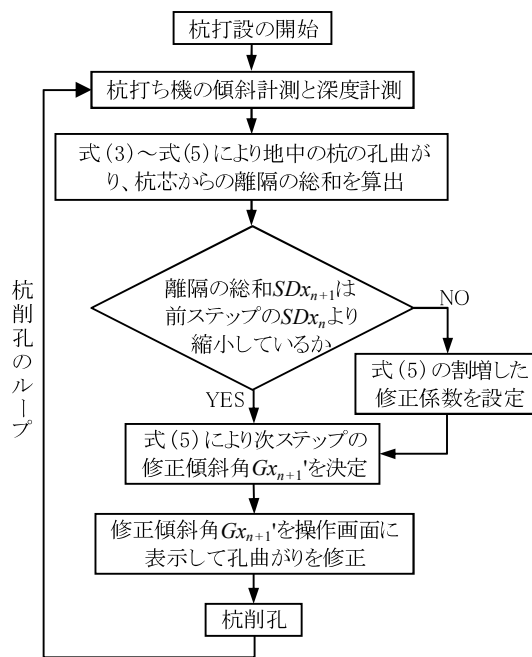 杭打設の開始
杭打ち機の傾斜計測と深度計測
式(3)～式(5)により地中の杭の孔曲が
り、杭芯からの離隔の総和を算出
離隔の総和SDxn+1は
前ステップのSDxnより
縮小しているか
NO
YES
式(5)の割増した
修正係数を設定
式(5)により次ステップの
修正傾斜角Gxn+1'を決定
修正傾斜角Gxn+1'を操作画面に
表示して孔曲がりを修正
杭削孔
杭削孔のループ